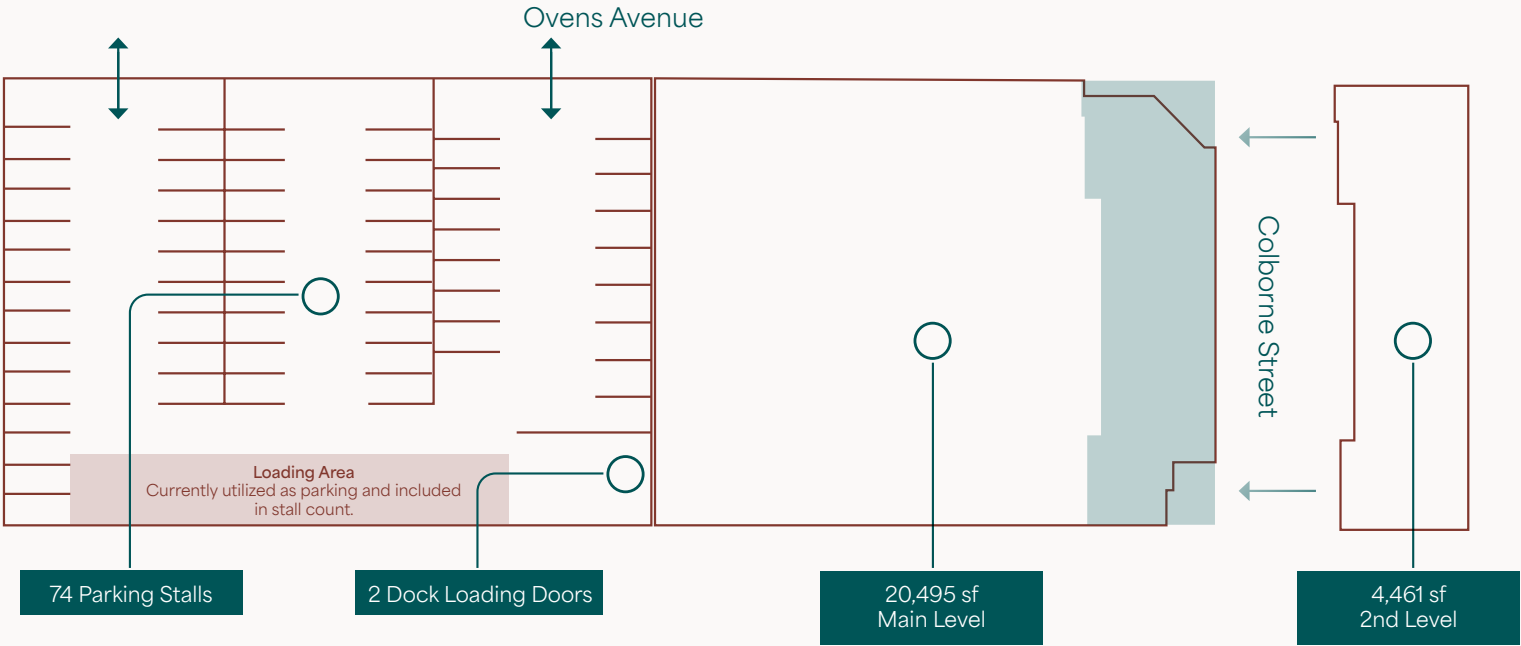 Ovens Avenue
Colborne Street
Loading Area
Currently utilized as parking and included
in stall count.
74 Parking Stalls
2 Dock Loading Doors
20,495 sf
Main Level
4,461 sf
2nd Level